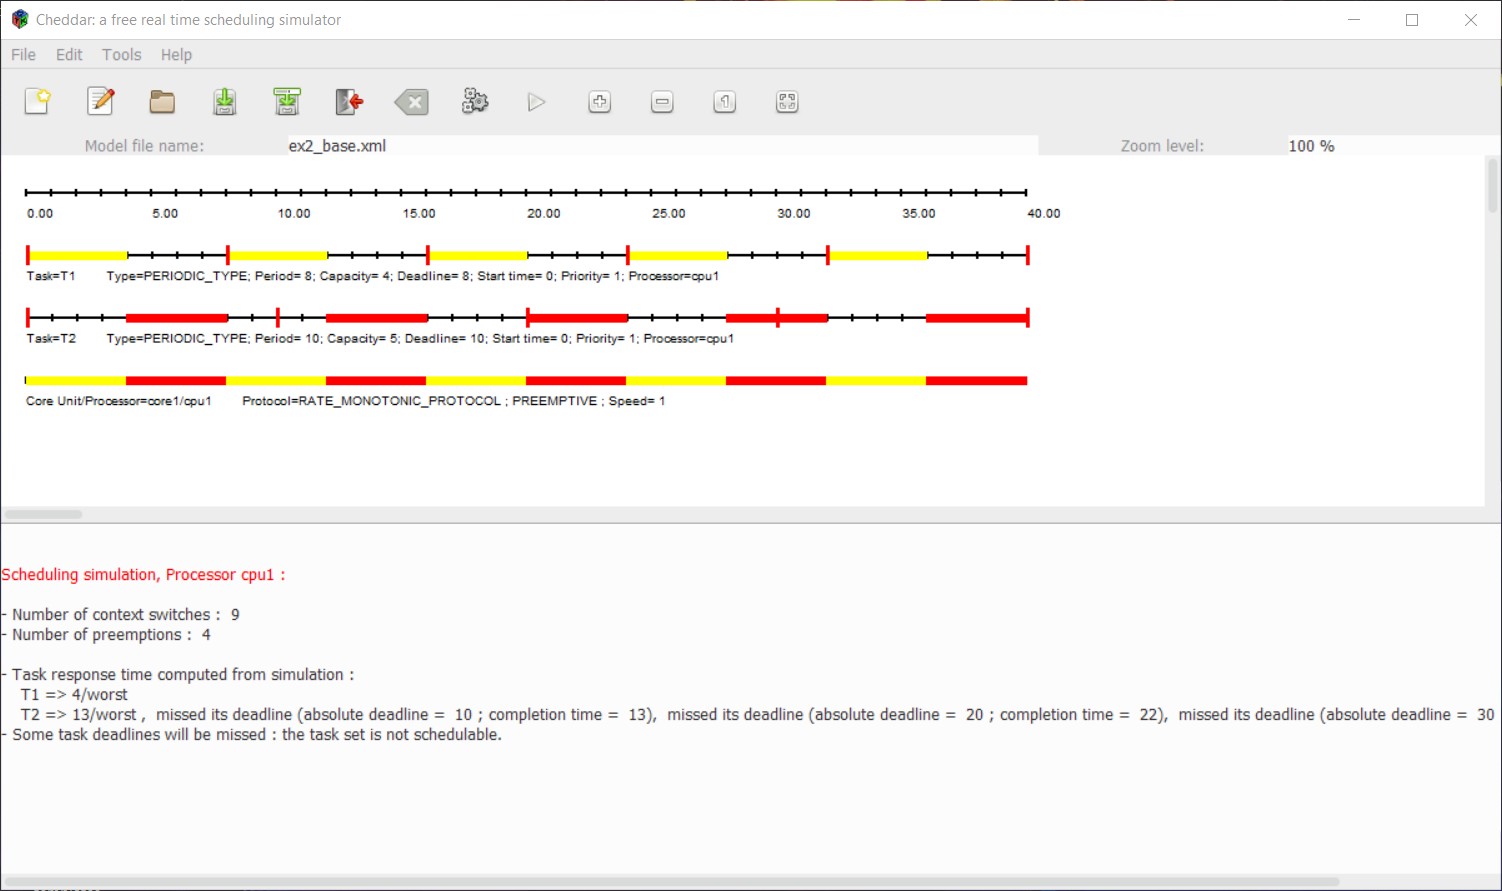 Cheddar: a free real time scheduling simulator
File Edit Tools Help
Model file name: ex2_base.xml Zoom level: 100 %
0.00 5.00 10.00 15.00 20.00 25.00 30.00 35.00 40.00
Task=T1 Type=PERIODIC_TYPE; Period= 8; Capacity= 4; Deadline= 8; Start time= 0; Priority= 1; Processor=cpu1
Task=T2 Type=PERIODIC_TYPE; Period= 10; Capacity= 5; Deadline= 10; Start time= 0; Priority= 1; Processor=cpu1
Core Unit/Processor=core1/cpu1 Protocol=RATE_MONOTONIC_PROTOCOL ; PREEMPTIVE ; Speed= 1
Scheduling simulation, Processor cpu1 :
- Number of context switches : 9
- Number of preemptions : 4
- Task response time computed from simulation :
T1 => 4/worst
T2 => 13/worst , missed its deadline (absolute deadline = 10 ; completion time = 13), missed its deadline (absolute deadline = 20 ; completion time = 22), missed its deadline (absolute deadline = 30
- Some task deadlines will be missed : the task set is not schedulable.